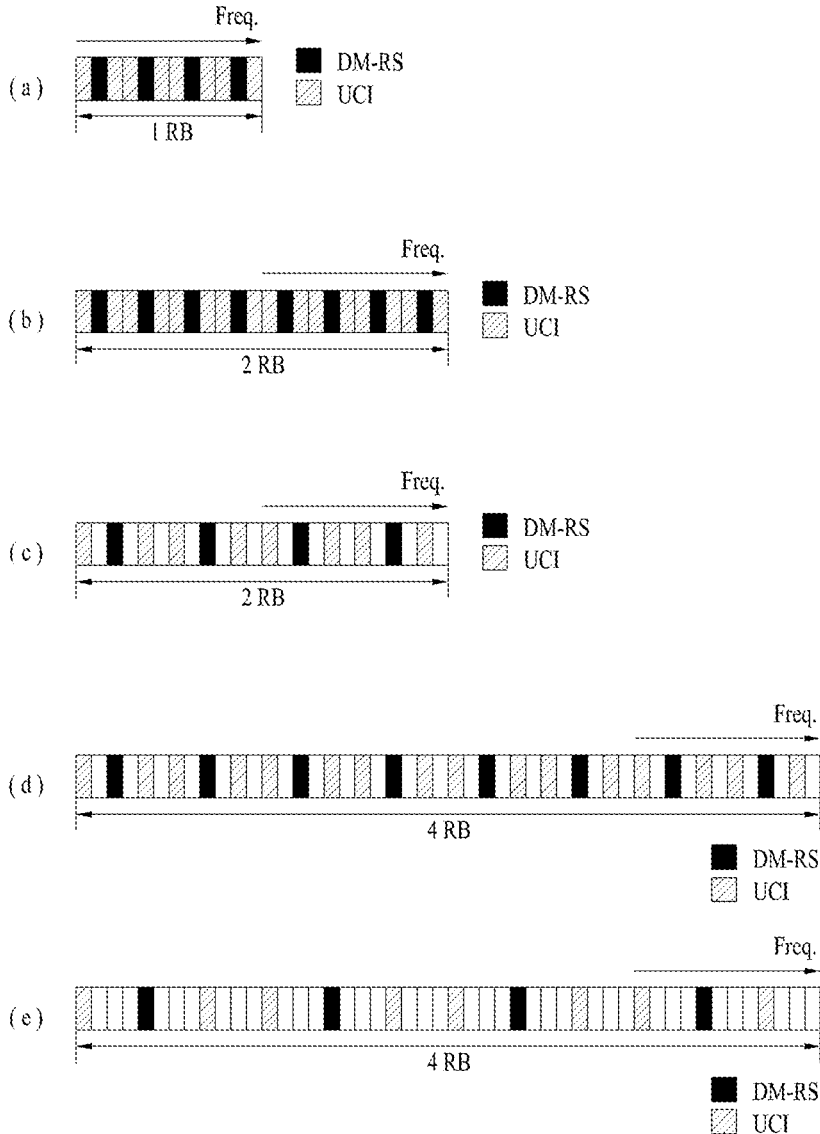 Freq.
( a )
DM-RS
UCI
1 RB
Freq.
( b )
DM-RS
UCI
2 RB
Freq.
( c )
DM-RS
UCI
2 RB
Freq.
( d )
4 RB
DM-RS
UCI
Freq.
( e )
4 RB
DM-RS
UCI